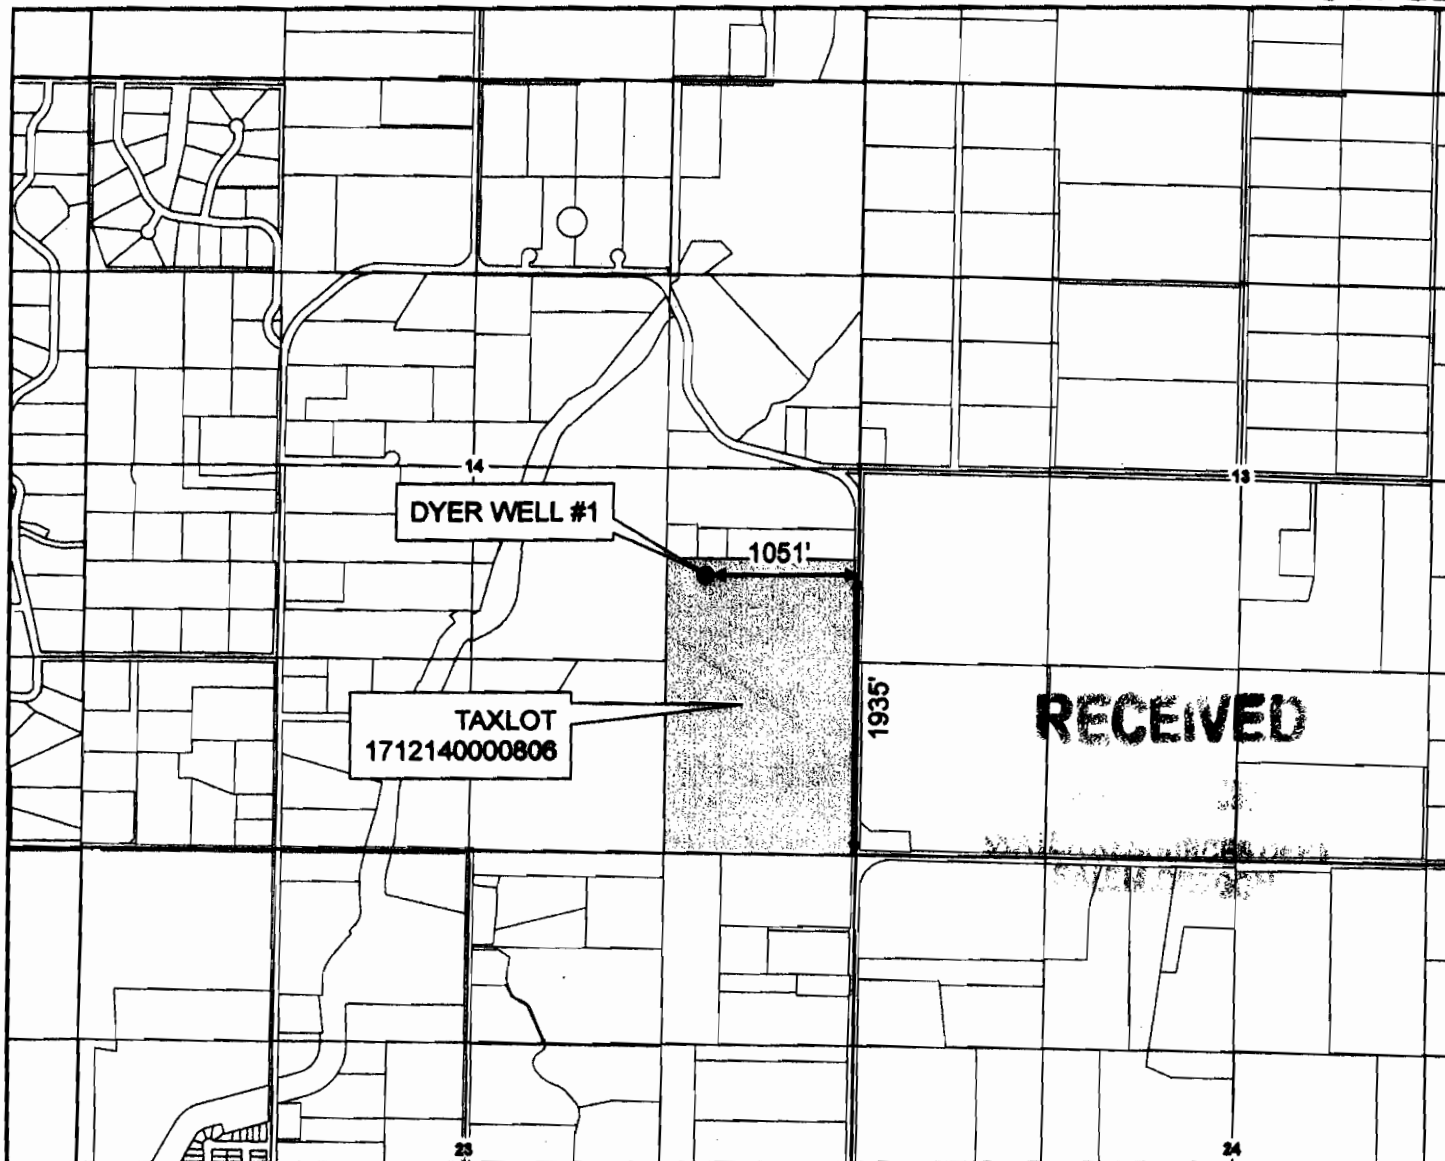 14
13
DYER WELL #1
1051'
1935'
TAXLOT
1712140000806
RECEIVED
23
24